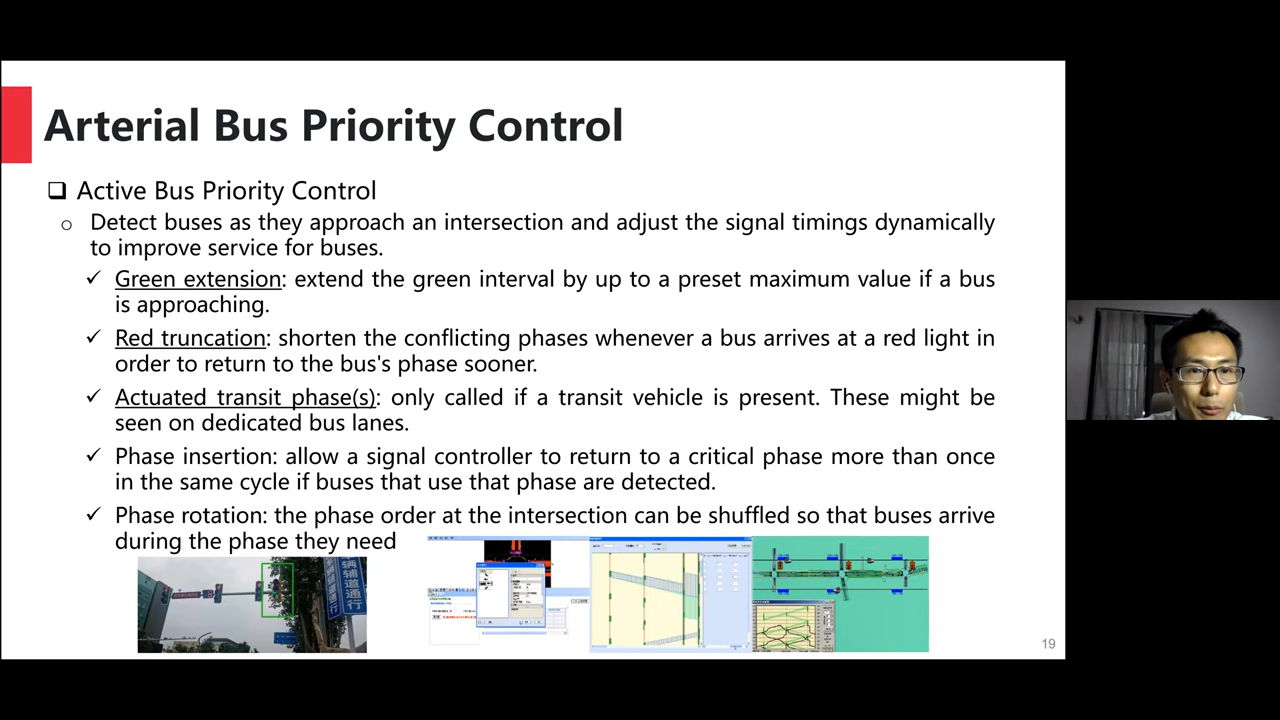 Arterial Bus Priority Control
Active Bus Priority Control
Detect buses as they approach an intersection and adjust the signal timings dynamically
to improve service for buses.
Green extension: extend the green interval by up to a preset maximum value if a bus
is approaching.
Red truncation: shorten the conflicting phases whenever a bus arrives at a red light in
order to return to the bus's phase sooner.
Actuated transit phase(s): only called if a transit vehicle is present. These might be
seen on dedicated bus lanes.
Phase insertion: allow a signal controller to return to a critical phase more than once
in the same cycle if buses that use that phase are detected.
Phase rotation: the phase order at the intersection can be shuffled so that buses arrive
during the phase they need
辆辅道通行
19